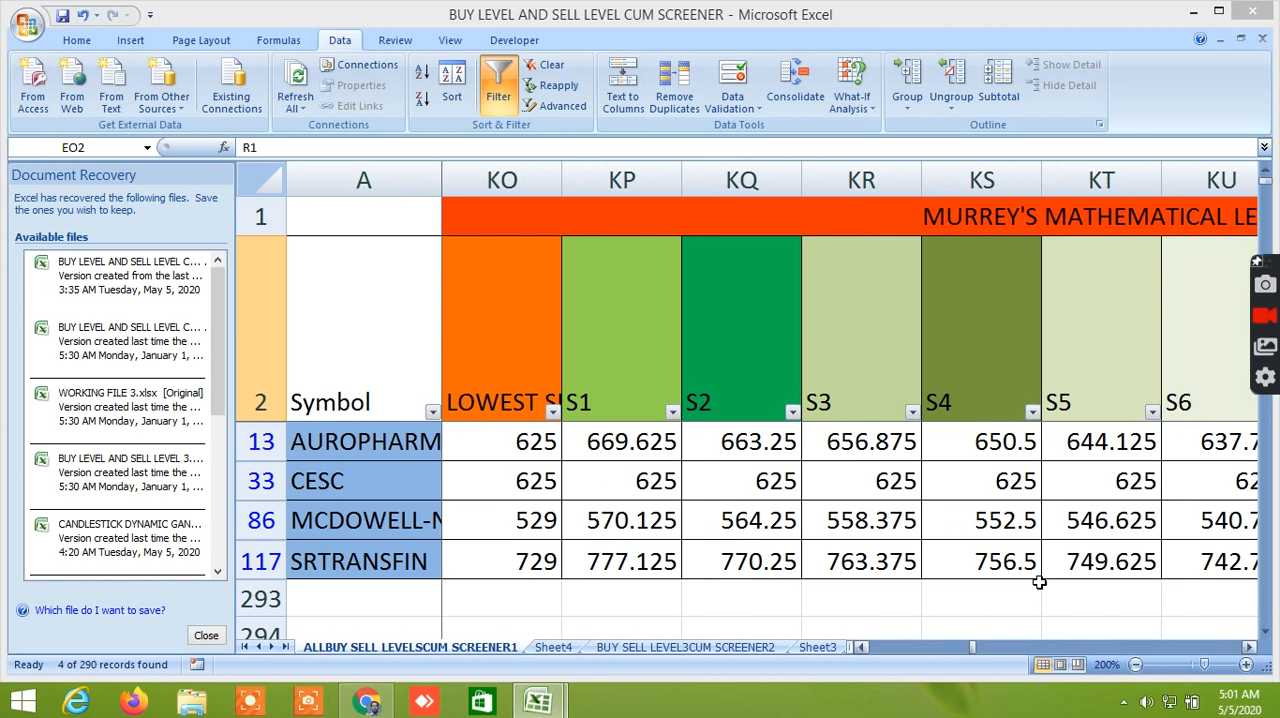 BUY LEVEL AND SELL LEVEL CUM SCREENER - Microsoft Excel
Home Insert Page Layout Formulas Data Review View Developer
From Access
From Web
From Text
From Other Sources
Existing Connections
Get External Data
Refresh All
Connections
Properties
Edit Links
Connections
Sort
Filter
Clear
Reapply
Advanced
Sort & Filter
Text to Columns
Remove Duplicates
Data Validation
Consolidate
What-If Analysis
Data Tools
Group
Ungroup
Subtotal
Show Detail
Hide Detail
Outline
EO2 fx R1
Document Recovery
Excel has recovered the following files. Save
the ones you wish to keep.
Available files
BUY LEVEL AND SELL LEVEL C... .
Version created from the last ...
3:35 AM Tuesday, May 5, 2020
BUY LEVEL AND SELL LEVEL C... .
Version created last time the ...
5:30 AM Monday, January 1, ...
WORKING FILE 3.xlsx [Original]
Version created last time the ...
5:30 AM Monday, January 1, ...
BUY LEVEL AND SELL LEVEL 3....
Version created last time the ...
5:30 AM Monday, January 1, ...
CANDLESTICK DYNAMIC GAN...
Version created last time the ...
4:20 AM Tuesday, May 5, 2020
Which file do I want to save?
Close
A KO KP KQ KR KS KT KU
1 MURREY'S MATHEMATICAL LE
2 Symbol LOWEST S S1 S2 S3 S4 S5 S6
13 AUROPHARM 625 669.625 663.25 656.875 650.5 644.125 637.7
33 CESC 625 625 625 625 625 625 62
86 MCDOWELL-N 529 570.125 564.25 558.375 552.5 546.625 540.7
117 SRTRANSFIN 729 777.125 770.25 763.375 756.5 749.625 742.7
293
294
ALLBUY SELL LEVELSCUM SCREENER1 Sheet4 BUY SELL LEVEL3CUM SCREENER2 Sheet3
Ready 4 of 290 records found 200%
5:01 AM
5/5/2020